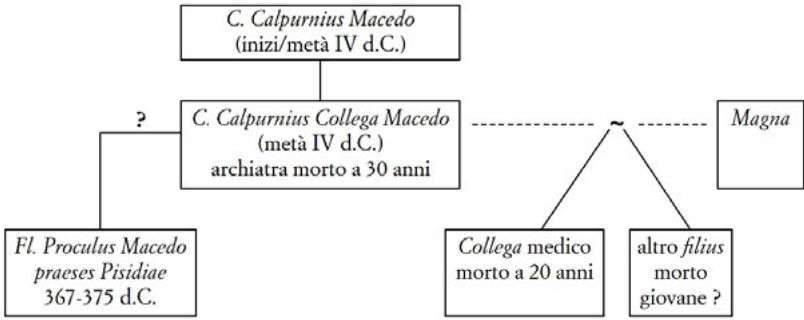 C. Calpurnius Macedo
(inizi/metà IV d.C.)
?
C. Calpurnius Collega Macedo
(metà IV d.C.)
archiatra morto a 30 anni
~
Magna
Fl. Proculus Macedo
praeses Pisidiae
367-375 d.C.
Collega medico
morto a 20 anni
altro filius
morto
giovane ?